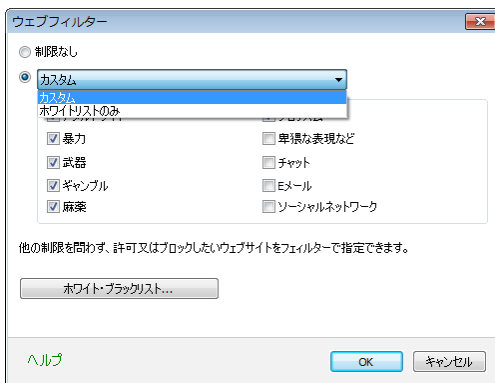 ウェブフィルター
制限なし
カスタム
カスタム
ホワイトリストのみ
暴力
卑猥な表現など
武器
チャット
ギャンブル
Eメール
麻薬
ソーシャルネットワーク
他の制限を問わず、許可又はブロックしたいウェブサイトをフェィルターで指定できます。
ホワイト・ブラックリスト...
ヘルプ
OK
キャンセル